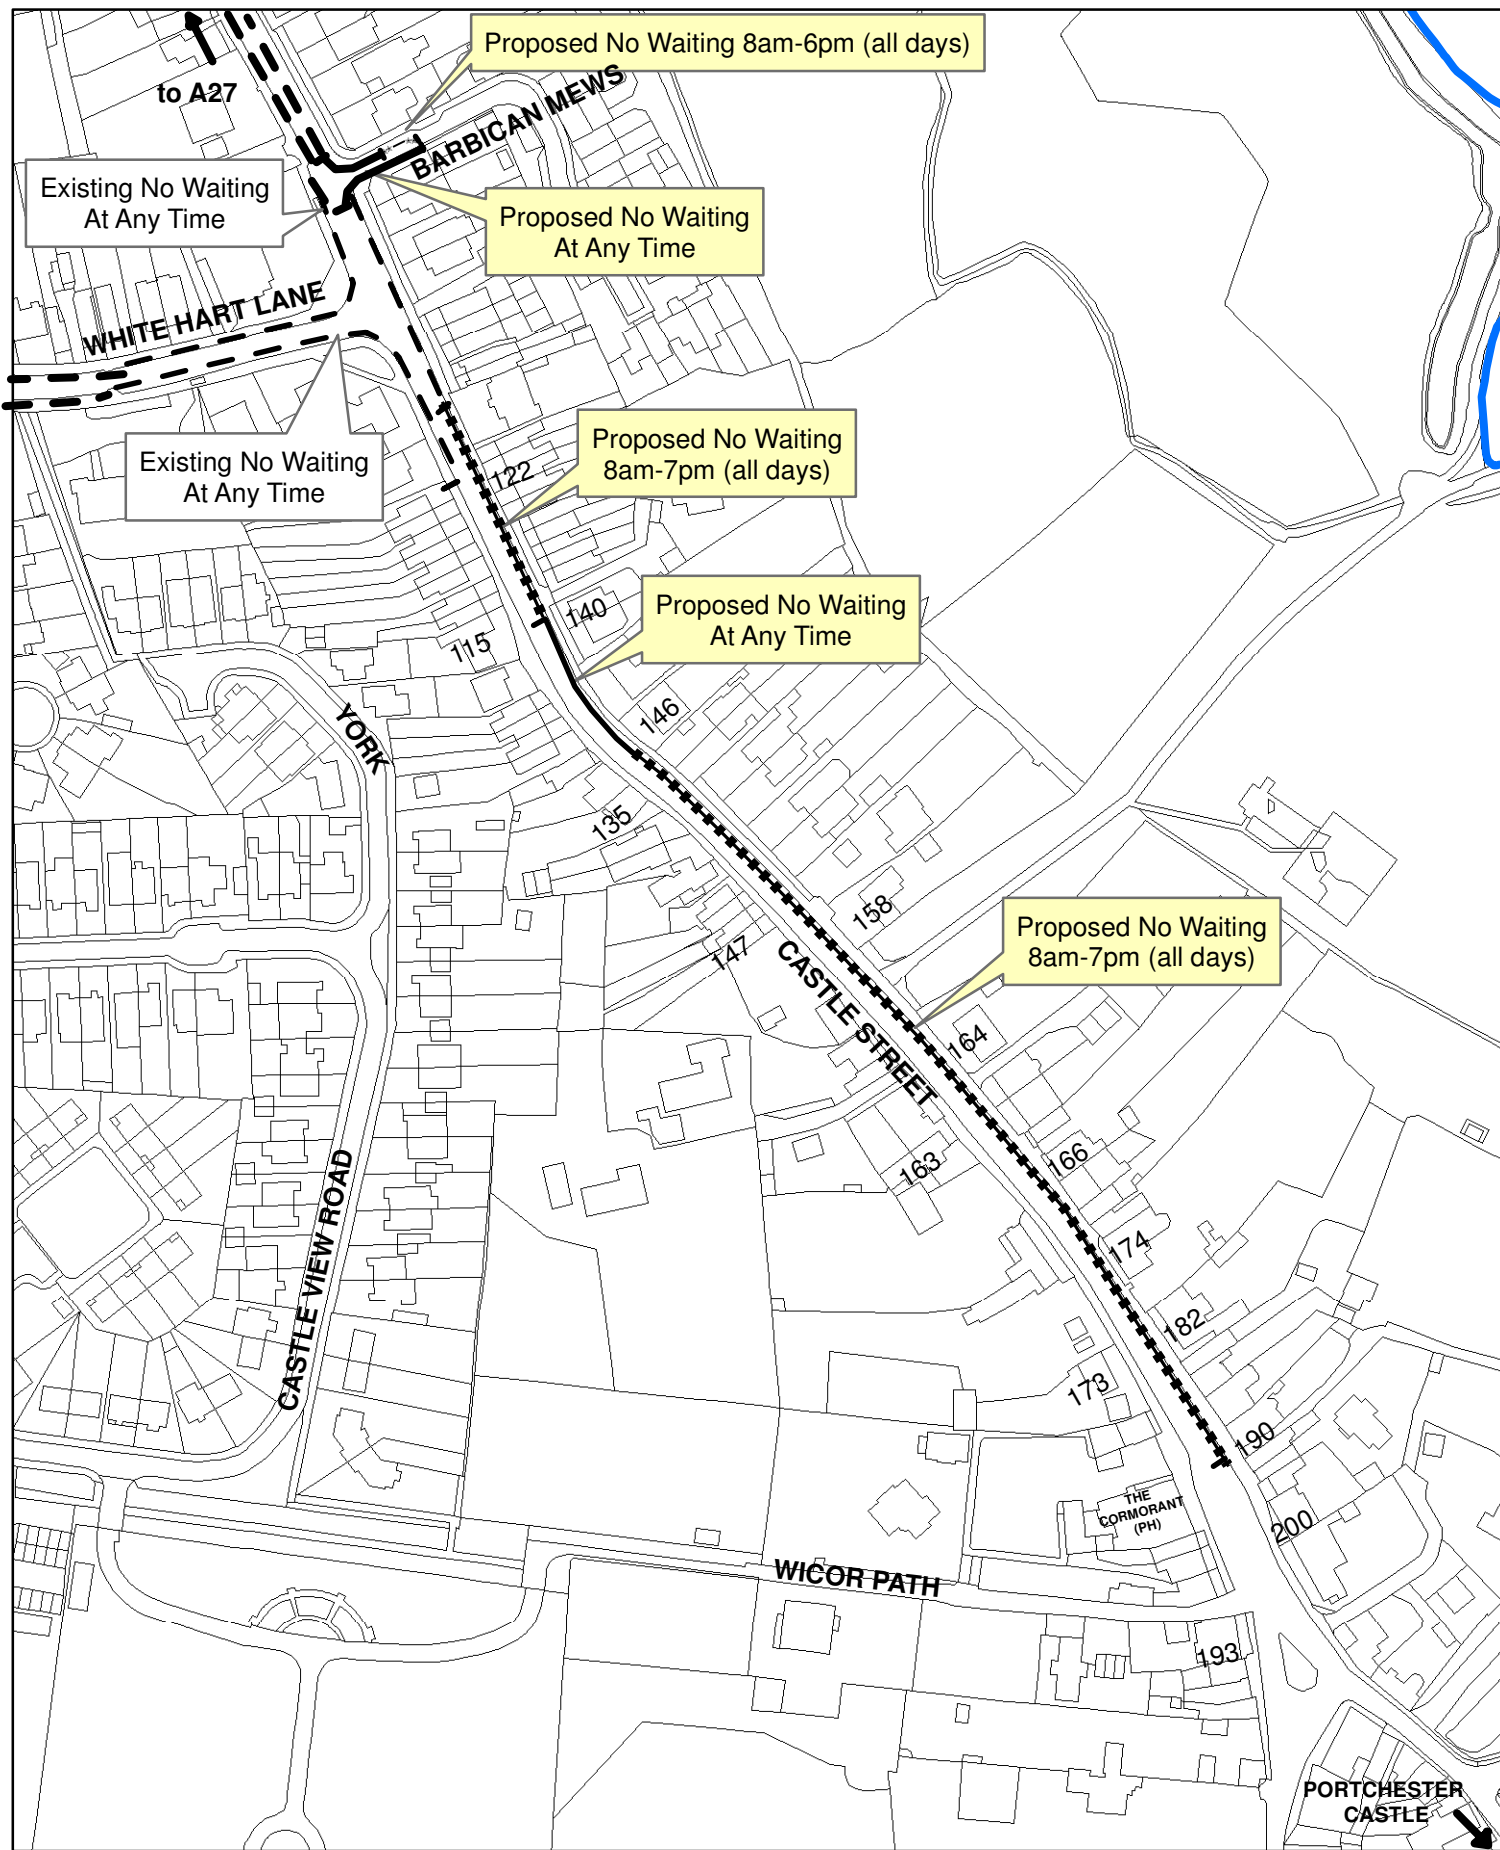 Proposed No Waiting 8am-6pm (all days)
to A27
BARBICAN MEWS
Existing No Waiting
At Any Time
Proposed No Waiting
At Any Time
WHITE HART LANE
Proposed No Waiting
8am-7pm (all days)
Existing No Waiting
At Any Time
122
Proposed No Waiting
At Any Time
140
115
146
YORK
135
158
147
Proposed No Waiting
8am-7pm (all days)
CASTLE STREET
164
163
166
CASTLE VIEW ROAD
174
182
173
190
THE
CORMORANT
(PH)
200
WICOR PATH
193
PORTCHESTER
CASTLE